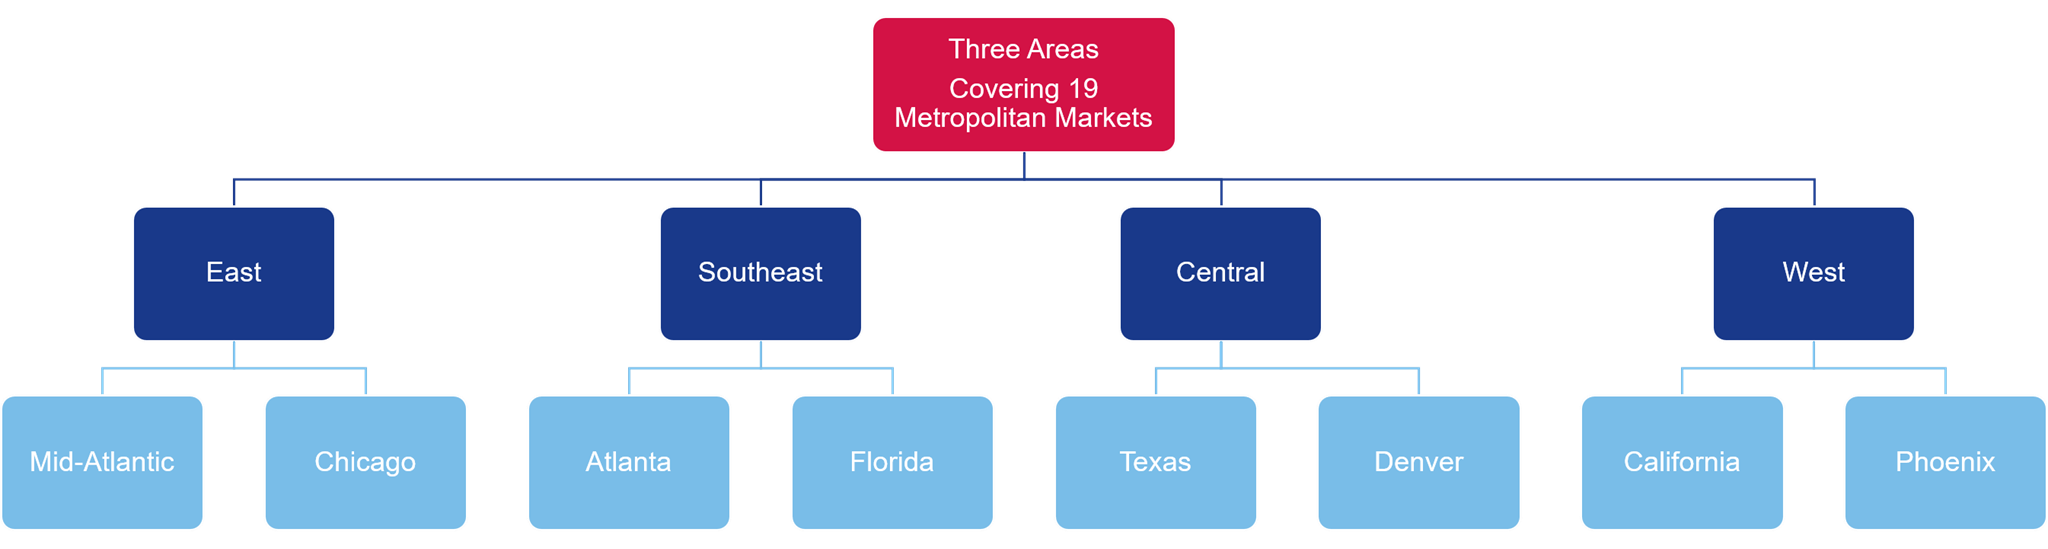 Three Areas
Covering 19
Metropolitan Markets
East
Southeast
Central
West
Mid-Atlantic
Chicago
Atlanta
Florida
Texas
Denver
California
Phoenix